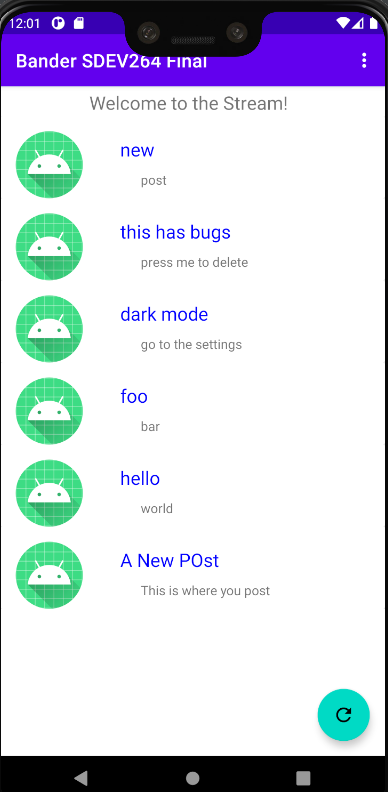 12:01
Bander SDEV264 Final
Welcome to the Stream!
new
post
this has bugs
press me to delete
dark mode
go to the settings
foo
bar
hello
world
A New POst
This is where you post